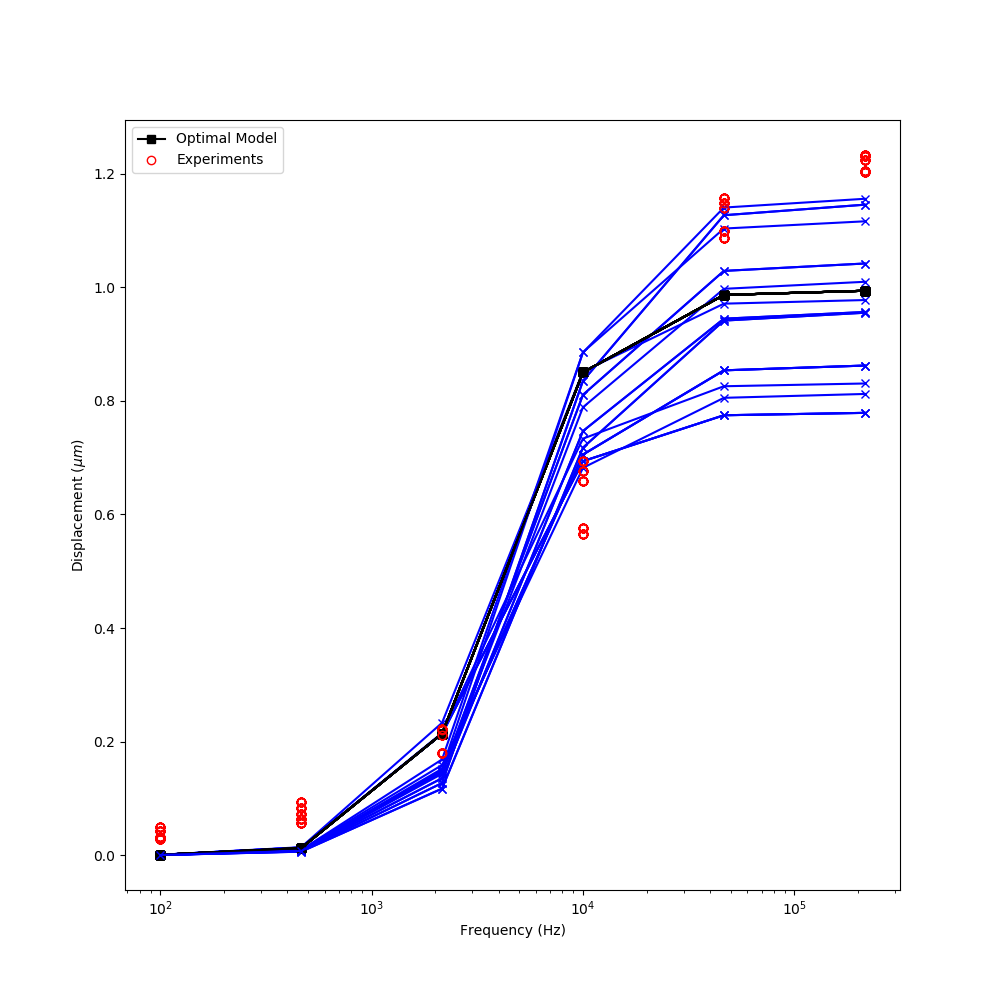 Optimal Model
Experiments
1.2
1.0
0.8
0.6
0.4
0.2
0.0
Displacement (μm)
10²
10³
10⁴
10⁵
Frequency (Hz)